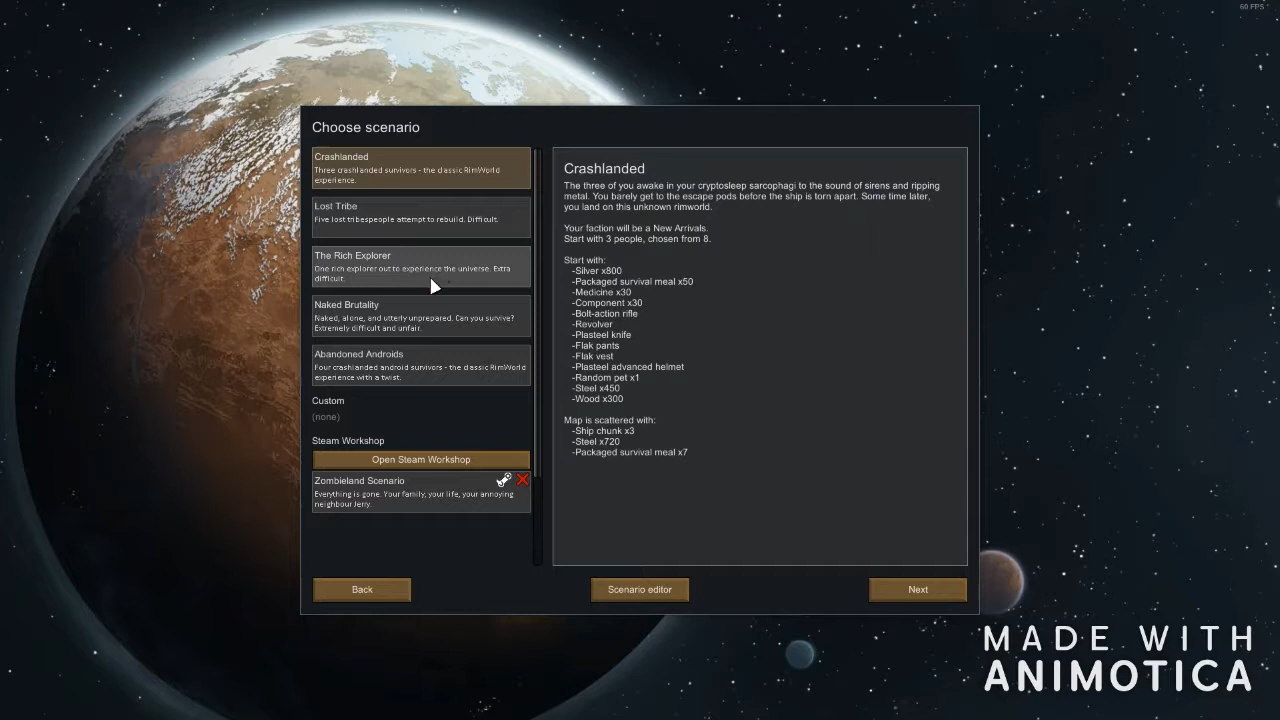 60 FPS
Choose scenario
Crashlanded
Three crashlanded survivors - the classic RimWorld
experience.
Lost Tribe
Five lost tribespeople attempt to rebuild. Difficult.
The Rich Explorer
One rich explorer out to experience the universe. Extra
difficult.
Naked Brutality
Naked, alone, and utterly unprepared. Can you survive?
Extremely difficult and unfair.
Abandoned Androids
Four crashlanded android survivors - the classic RimWorld
experience with a twist.
Custom
(none)
Steam Workshop
Open Steam Workshop
Zombieland Scenario
Everything is gone. Your family, your life, your annoying
neighbour Jerry.
Crashlanded
The three of you awake in your cryptosleep sarcophagi to the sound of sirens and ripping
metal. You barely get to the escape pods before the ship is torn apart. Some time later,
you land on this unknown rimworld.
Your faction will be a New Arrivals.
Start with 3 people, chosen from 8.
Start with:
-Silver x800
-Packaged survival meal x50
-Medicine x30
-Component x30
-Bolt-action rifle
-Revolver
-Plasteel knife
-Flak pants
-Flak vest
-Plasteel advanced helmet
-Random pet x1
-Steel x450
-Wood x300
Map is scattered with:
-Ship chunk x3
-Steel x720
-Packaged survival meal x7
Back
Scenario editor
Next
MADE WITH
ANIMOTICA